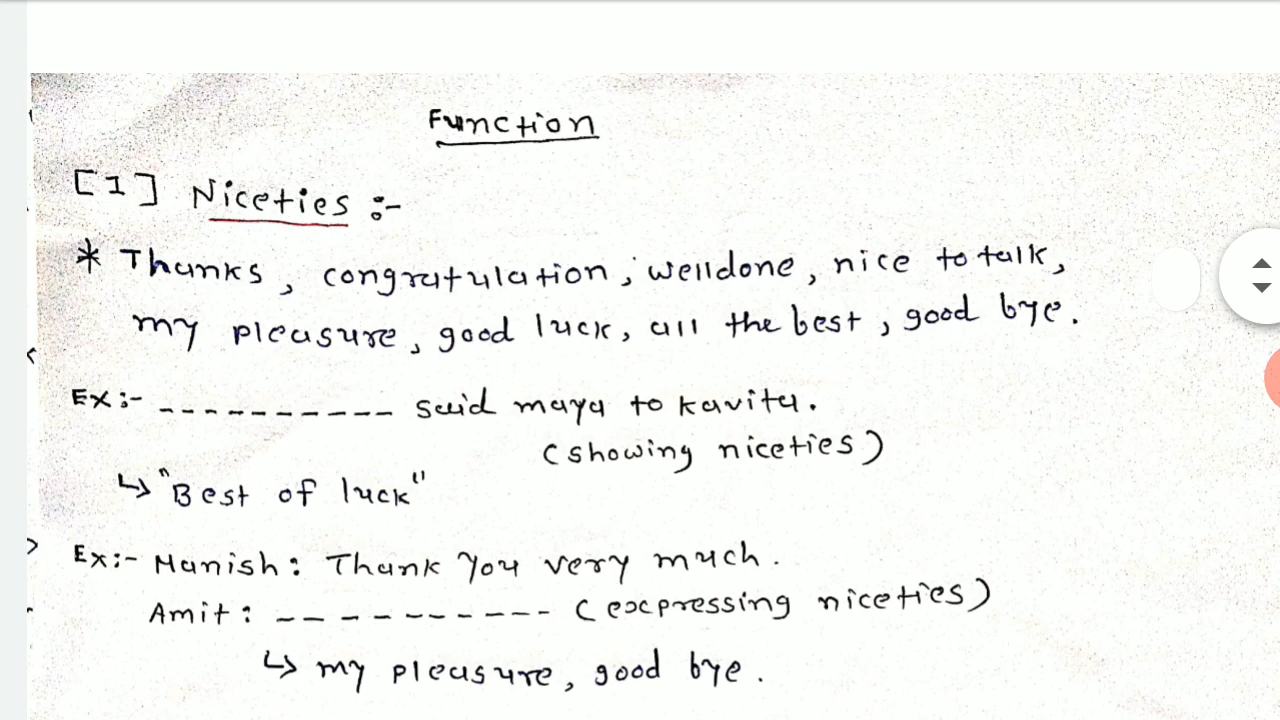 Function
[1] Niceties :-
* Thanks, congratulation, welldone, nice to talk,
my pleasure, good luck, all the best, good bye.
Ex:- ----------- said maya to kavita.
(showing niceties)
↳ "Best of luck"
Ex:- Manish: Thank You very much.
Amit: ----------- (expressing niceties)
↳ my pleasure, good bye.